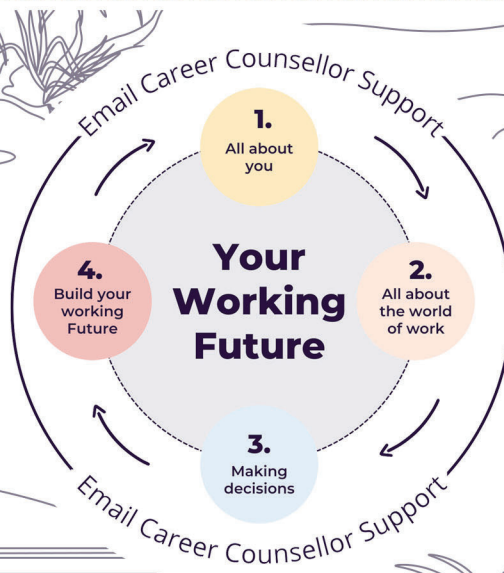 Email Career Counsellor Support
1.
All about
you
2.
All about
the world
of work
3.
Making
decisions
4.
Build your
working
Future
Your
Working
Future
Email Career Counsellor Support